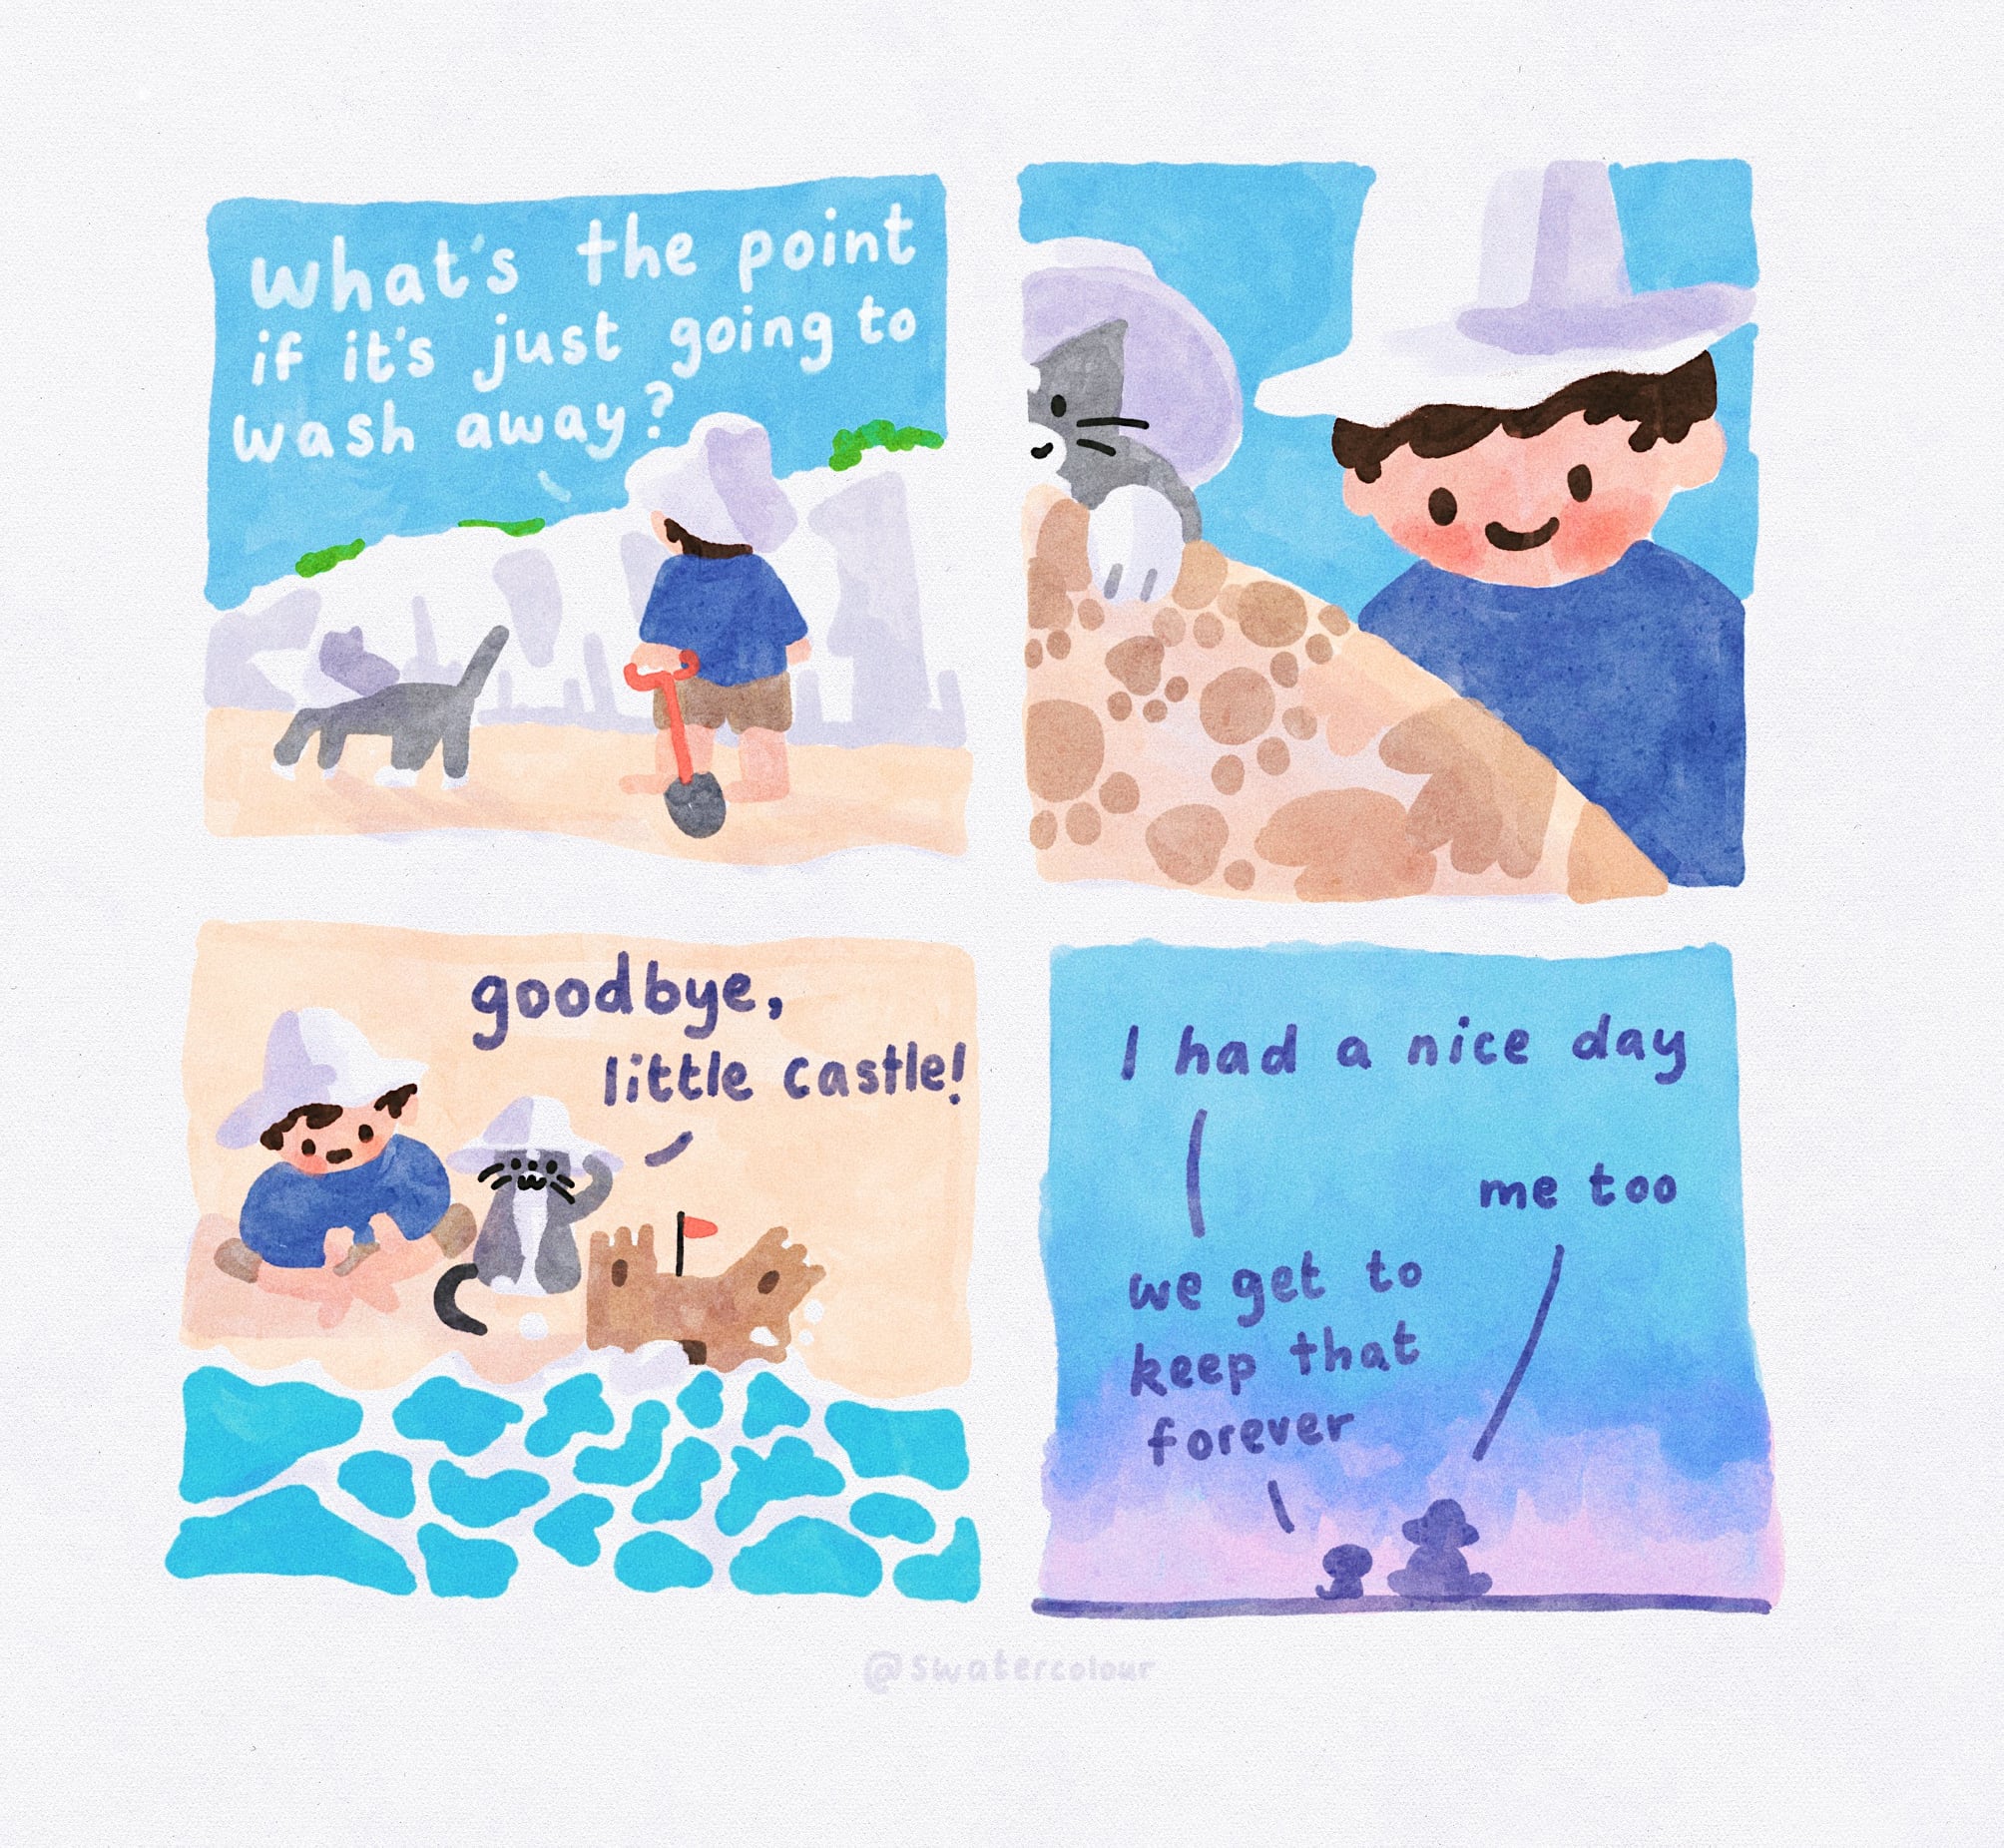 What's the point
if it's just going to
wash away?
goodbye,
little castle!
I had a nice day
me too
we get to
keep that
forever
@swatercolour